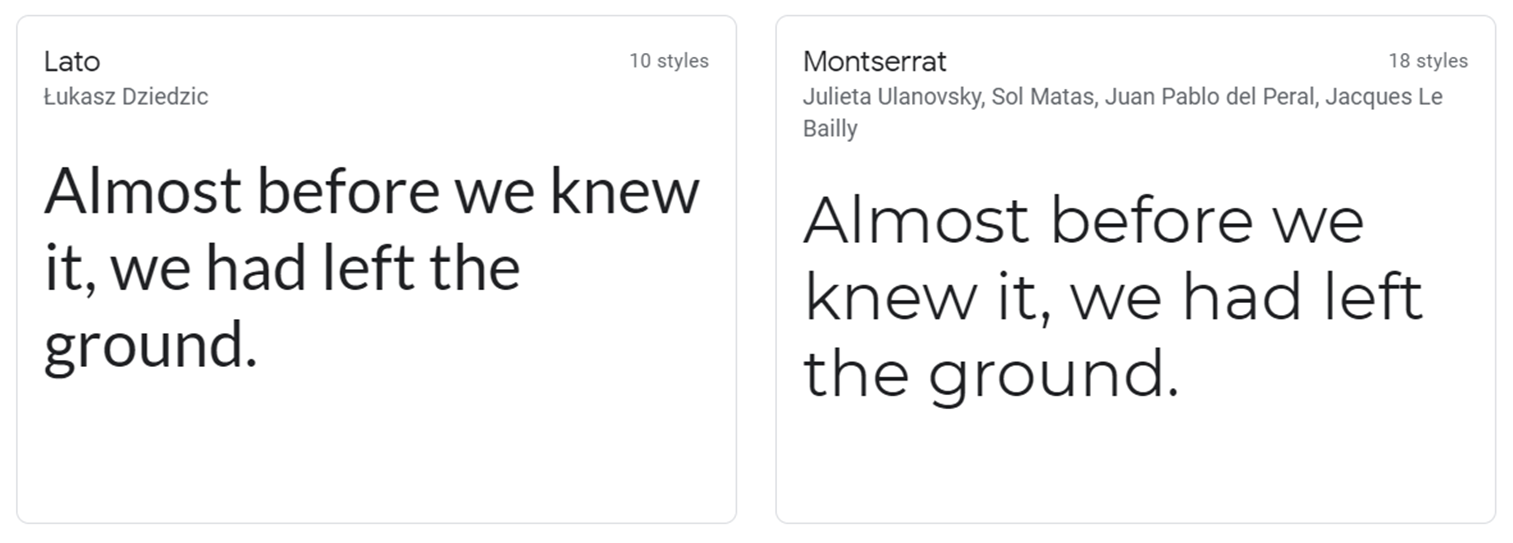 Lato
10 styles
Łukasz Dziedzic
Almost before we knew
it, we had left the
ground.
Montserrat
18 styles
Julieta Ulanovsky, Sol Matas, Juan Pablo del Peral, Jacques Le
Bailly
Almost before we
knew it, we had left
the ground.